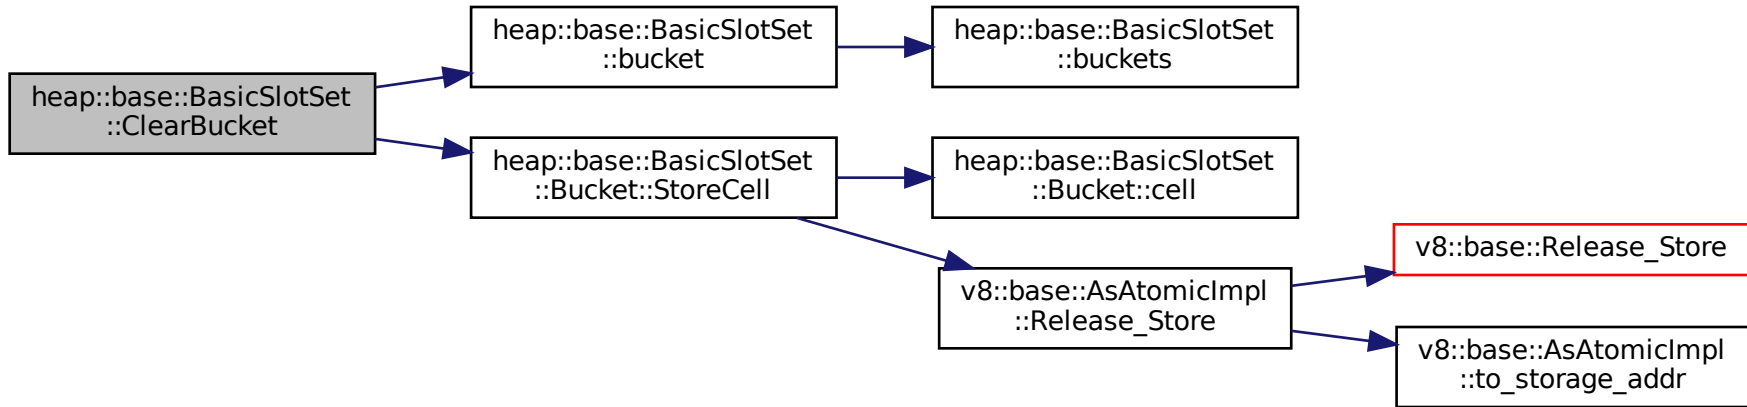 heap::base::BasicSlotSet
::ClearBucket
heap::base::BasicSlotSet
::bucket
heap::base::BasicSlotSet
::buckets
heap::base::BasicSlotSet
::Bucket::StoreCell
heap::base::BasicSlotSet
::Bucket::cell
v8::base::AsAtomicImpl
::Release_Store
v8::base::Release_Store
v8::base::AsAtomicImpl
::to_storage_addr